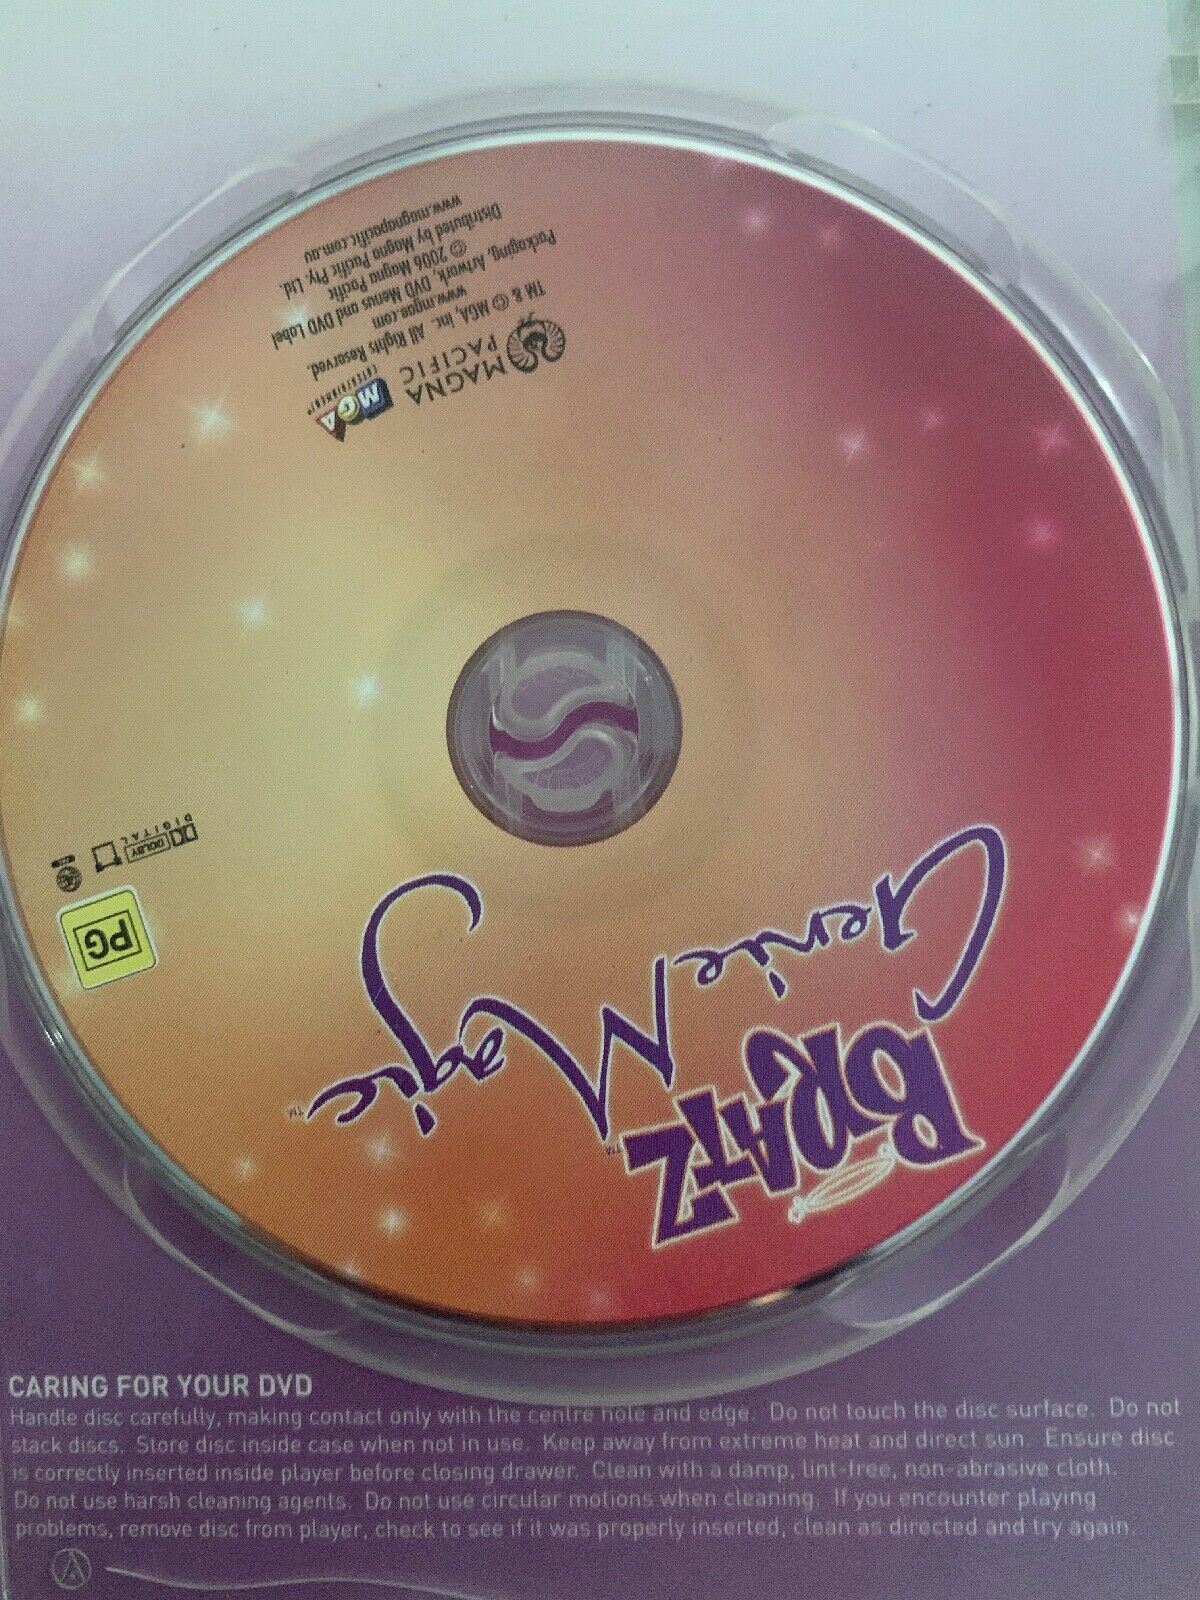 BRATZ™
Genie Magic™
PG
DOLBY
DIGITAL
MAGNA
PACIFIC
MGA
ENTERTAINMENT™
TM & © MGA, Inc. All Rights Reserved.
www.mgae.com
Packaging, Artwork, DVD Menus and DVD Label
© 2006 Magna Pacific
Distributed by Magna Pacific Pty. Ltd.
www.magnapacific.com.au
CARING FOR YOUR DVD
Handle disc carefully, making contact only with the centre hole and edge. Do not touch the disc surface. Do not
stack discs. Store disc inside case when not in use. Keep away from extreme heat and direct sun. Ensure disc
is correctly inserted inside player before closing drawer. Clean with a damp, lint-free, non-abrasive cloth.
Do not use harsh cleaning agents. Do not use circular motions when cleaning. If you encounter playing
problems, remove disc from player, check to see if it was properly inserted, clean as directed and try again.